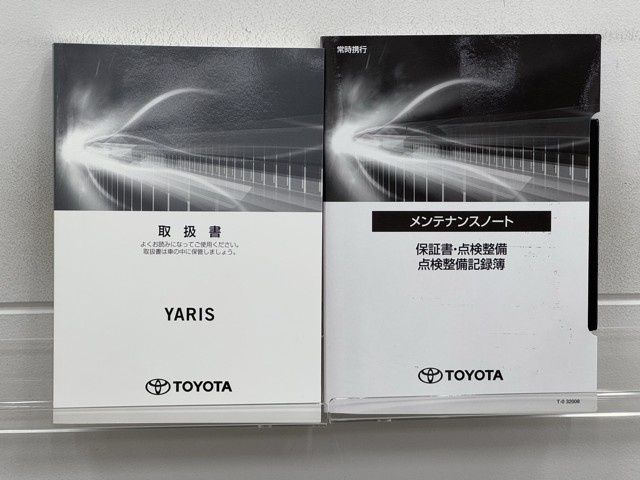 取扱書
よくお読みになってご使用ください。
取扱書は車の中に保管しましょう。
YARIS
TOYOTA
常時携行
メンテナンスノート
保証書・点検整備
点検整備記録簿
TOYOTA